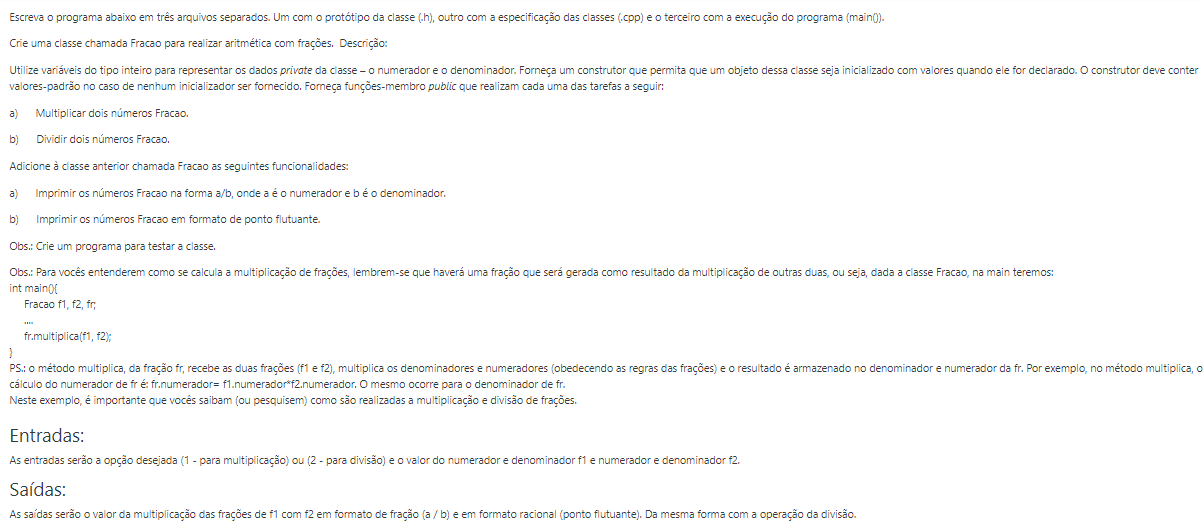 Escreva o programa abaixo em três arquivos separados. Um com o protótipo da classe (.h), outro com a especificação das classes (.cpp) e o terceiro com a execução do programa (main()).
Crie uma classe chamada Fracao para realizar aritmética com frações. Descrição:
Utilize variáveis do tipo inteiro para representar os dados private da classe – o numerador e o denominador. Forneça um construtor que permita que um objeto dessa classe seja inicializado com valores quando ele for declarado. O construtor deve conter
valores-padrão no caso de nenhum inicializador ser fornecido. Forneça funções-membro public que realizam cada uma das tarefas a seguir:
a) Multiplicar dois números Fracao.
b) Dividir dois números Fracao.
Adicione à classe anterior chamada Fracao as seguintes funcionalidades:
a) Imprimir os números Fracao na forma a/b, onde a é o numerador e b é o denominador.
b) Imprimir os números Fracao em formato de ponto flutuante.
Obs.: Crie um programa para testar a classe.
Obs.: Para vocês entenderem como se calcula a multiplicação de frações, lembrem-se que haverá uma fração que será gerada como resultado da multiplicação de outras duas, ou seja, dada a classe Fracao, na main teremos:
int main(){
Fracao f1, f2, fr;
....
fr.multiplica(f1, f2);
}
PS.: o método multiplica, da fração fr, recebe as duas frações (f1 e f2), multiplica os denominadores e numeradores (obedecendo as regras das frações) e o resultado é armazenado no denominador e numerador da fr. Por exemplo, no método multiplica, o
cálculo do numerador de fr é: fr.numerador= f1.numerador*f2.numerador. O mesmo ocorre para o denominador de fr.
Neste exemplo, é importante que vocês saibam (ou pesquisem) como são realizadas a multiplicação e divisão de frações.
Entradas:
As entradas serão a opção desejada (1 - para multiplicação) ou (2 - para divisão) e o valor do numerador e denominador f1 e numerador e denominador f2.
Saídas:
As saídas serão o valor da multiplicação das frações de f1 com f2 em formato de fração (a / b) e em formato racional (ponto flutuante). Da mesma forma com a operação da divisão.